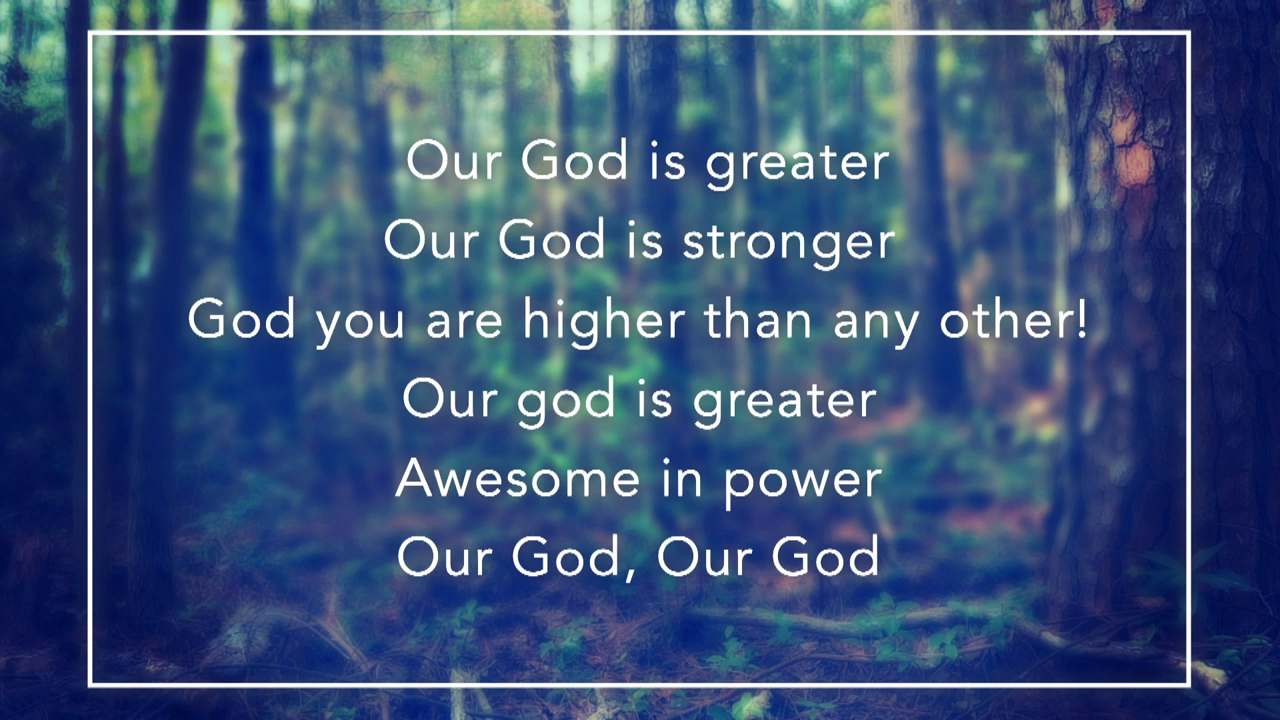 Our God is greater
Our God is stronger
God you are higher than any other!
Our god is greater
Awesome in power
Our God, Our God